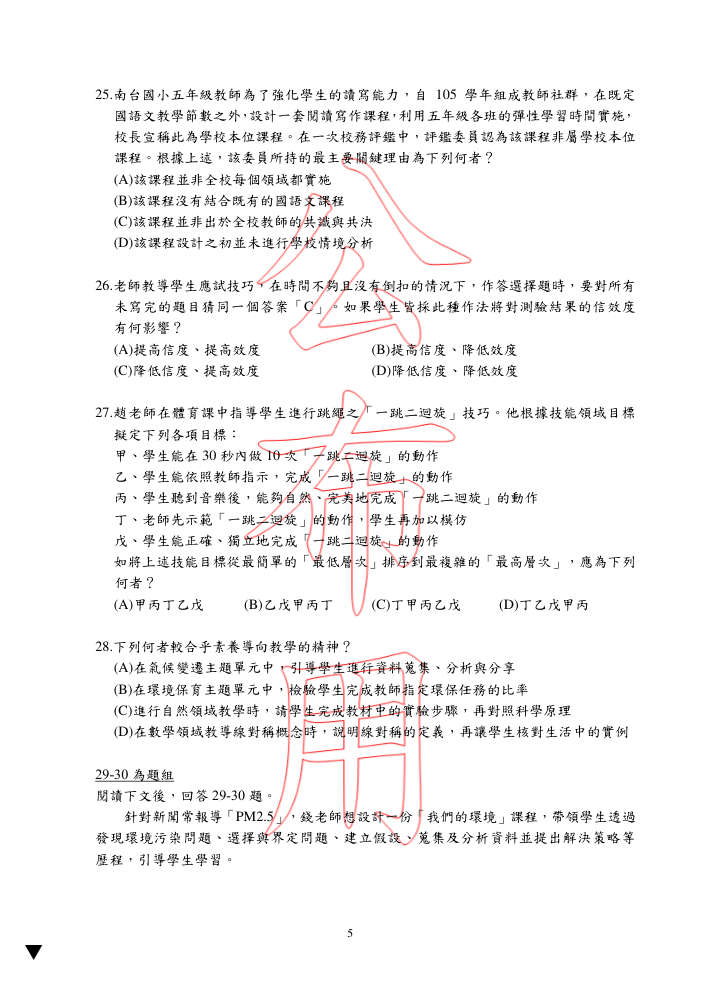 25.南台國小五年級教師為了強化學生的讀寫能力，自 105 學年組成教師社群，在既定
國語文教學節數之外，設計一套閱讀寫作課程，利用五年級各班的彈性學習時間實施，
校長宣稱此為學校本位課程。在一次校務評鑑中，評鑑委員認為該課程非屬學校本位
課程。根據上述，該委員所持的最主要關鍵理由為下列何者？
(A)該課程並非全校每個領域都實施
(B)該課程沒有結合既有的國語文課程
(C)該課程並非出於全校教師的共識與共決
(D)該課程設計之初並未進行學校情境分析
26.老師教導學生應試技巧，在時間不夠且沒有倒扣的情況下，作答選擇題時，要對所有
未寫完的題目猜同一個答案「C」。如果學生皆採此種作法將對測驗結果的信效度
有何影響？
(A)提高信度、提高效度 (B)提高信度、降低效度
(C)降低信度、提高效度 (D)降低信度、降低效度
27.趙老師在體育課中指導學生進行跳繩之「一跳二迴旋」技巧。他根據技能領域目標
擬定下列各項目標：
甲、學生能在 30 秒內做 10 次「一跳二迴旋」的動作
乙、學生能依照教師指示，完成「一跳二迴旋」的動作
丙、學生聽到音樂後，能夠自然、完美地完成「一跳二迴旋」的動作
丁、老師先示範「一跳二迴旋」的動作，學生再加以模仿
戊、學生能正確、獨立地完成「一跳二迴旋」的動作
如將上述技能目標從最簡單的「最低層次」排序到最複雜的「最高層次」，應為下列
何者？
(A)甲丙丁乙戊 (B)乙戊甲丙丁 (C)丁甲丙乙戊 (D)丁乙戊甲丙
28.下列何者較合乎素養導向教學的精神？
(A)在氣候變遷主題單元中，引導學生進行資料蒐集、分析與分享
(B)在環境保育主題單元中，檢驗學生完成教師指定環保任務的比率
(C)進行自然領域教學時，請學生完成教材中的實驗步驟，再對照科學原理
(D)在數學領域教導線對稱概念時，說明線對稱的定義，再讓學生核對生活中的實例
29-30 為題組
閱讀下文後，回答 29-30 題。
針對新聞常報導「PM2.5」，錢老師想設計一份「我們的環境」課程，帶領學生透過
發現環境污染問題、選擇與界定問題、建立假設、蒐集及分析資料並提出解決策略等
歷程，引導學生學習。
公布用
5